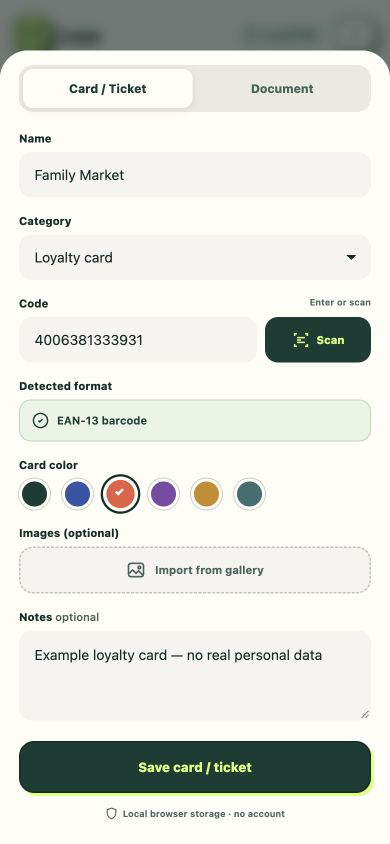 Card / Ticket
Document
Name
Family Market
Category
Loyalty card
Code
Enter or scan
4006381333931
Scan
Detected format
EAN-13 barcode
Card color
Images (optional)
Import from gallery
Notes optional
Example loyalty card — no real personal data
Save card / ticket
Local browser storage · no account